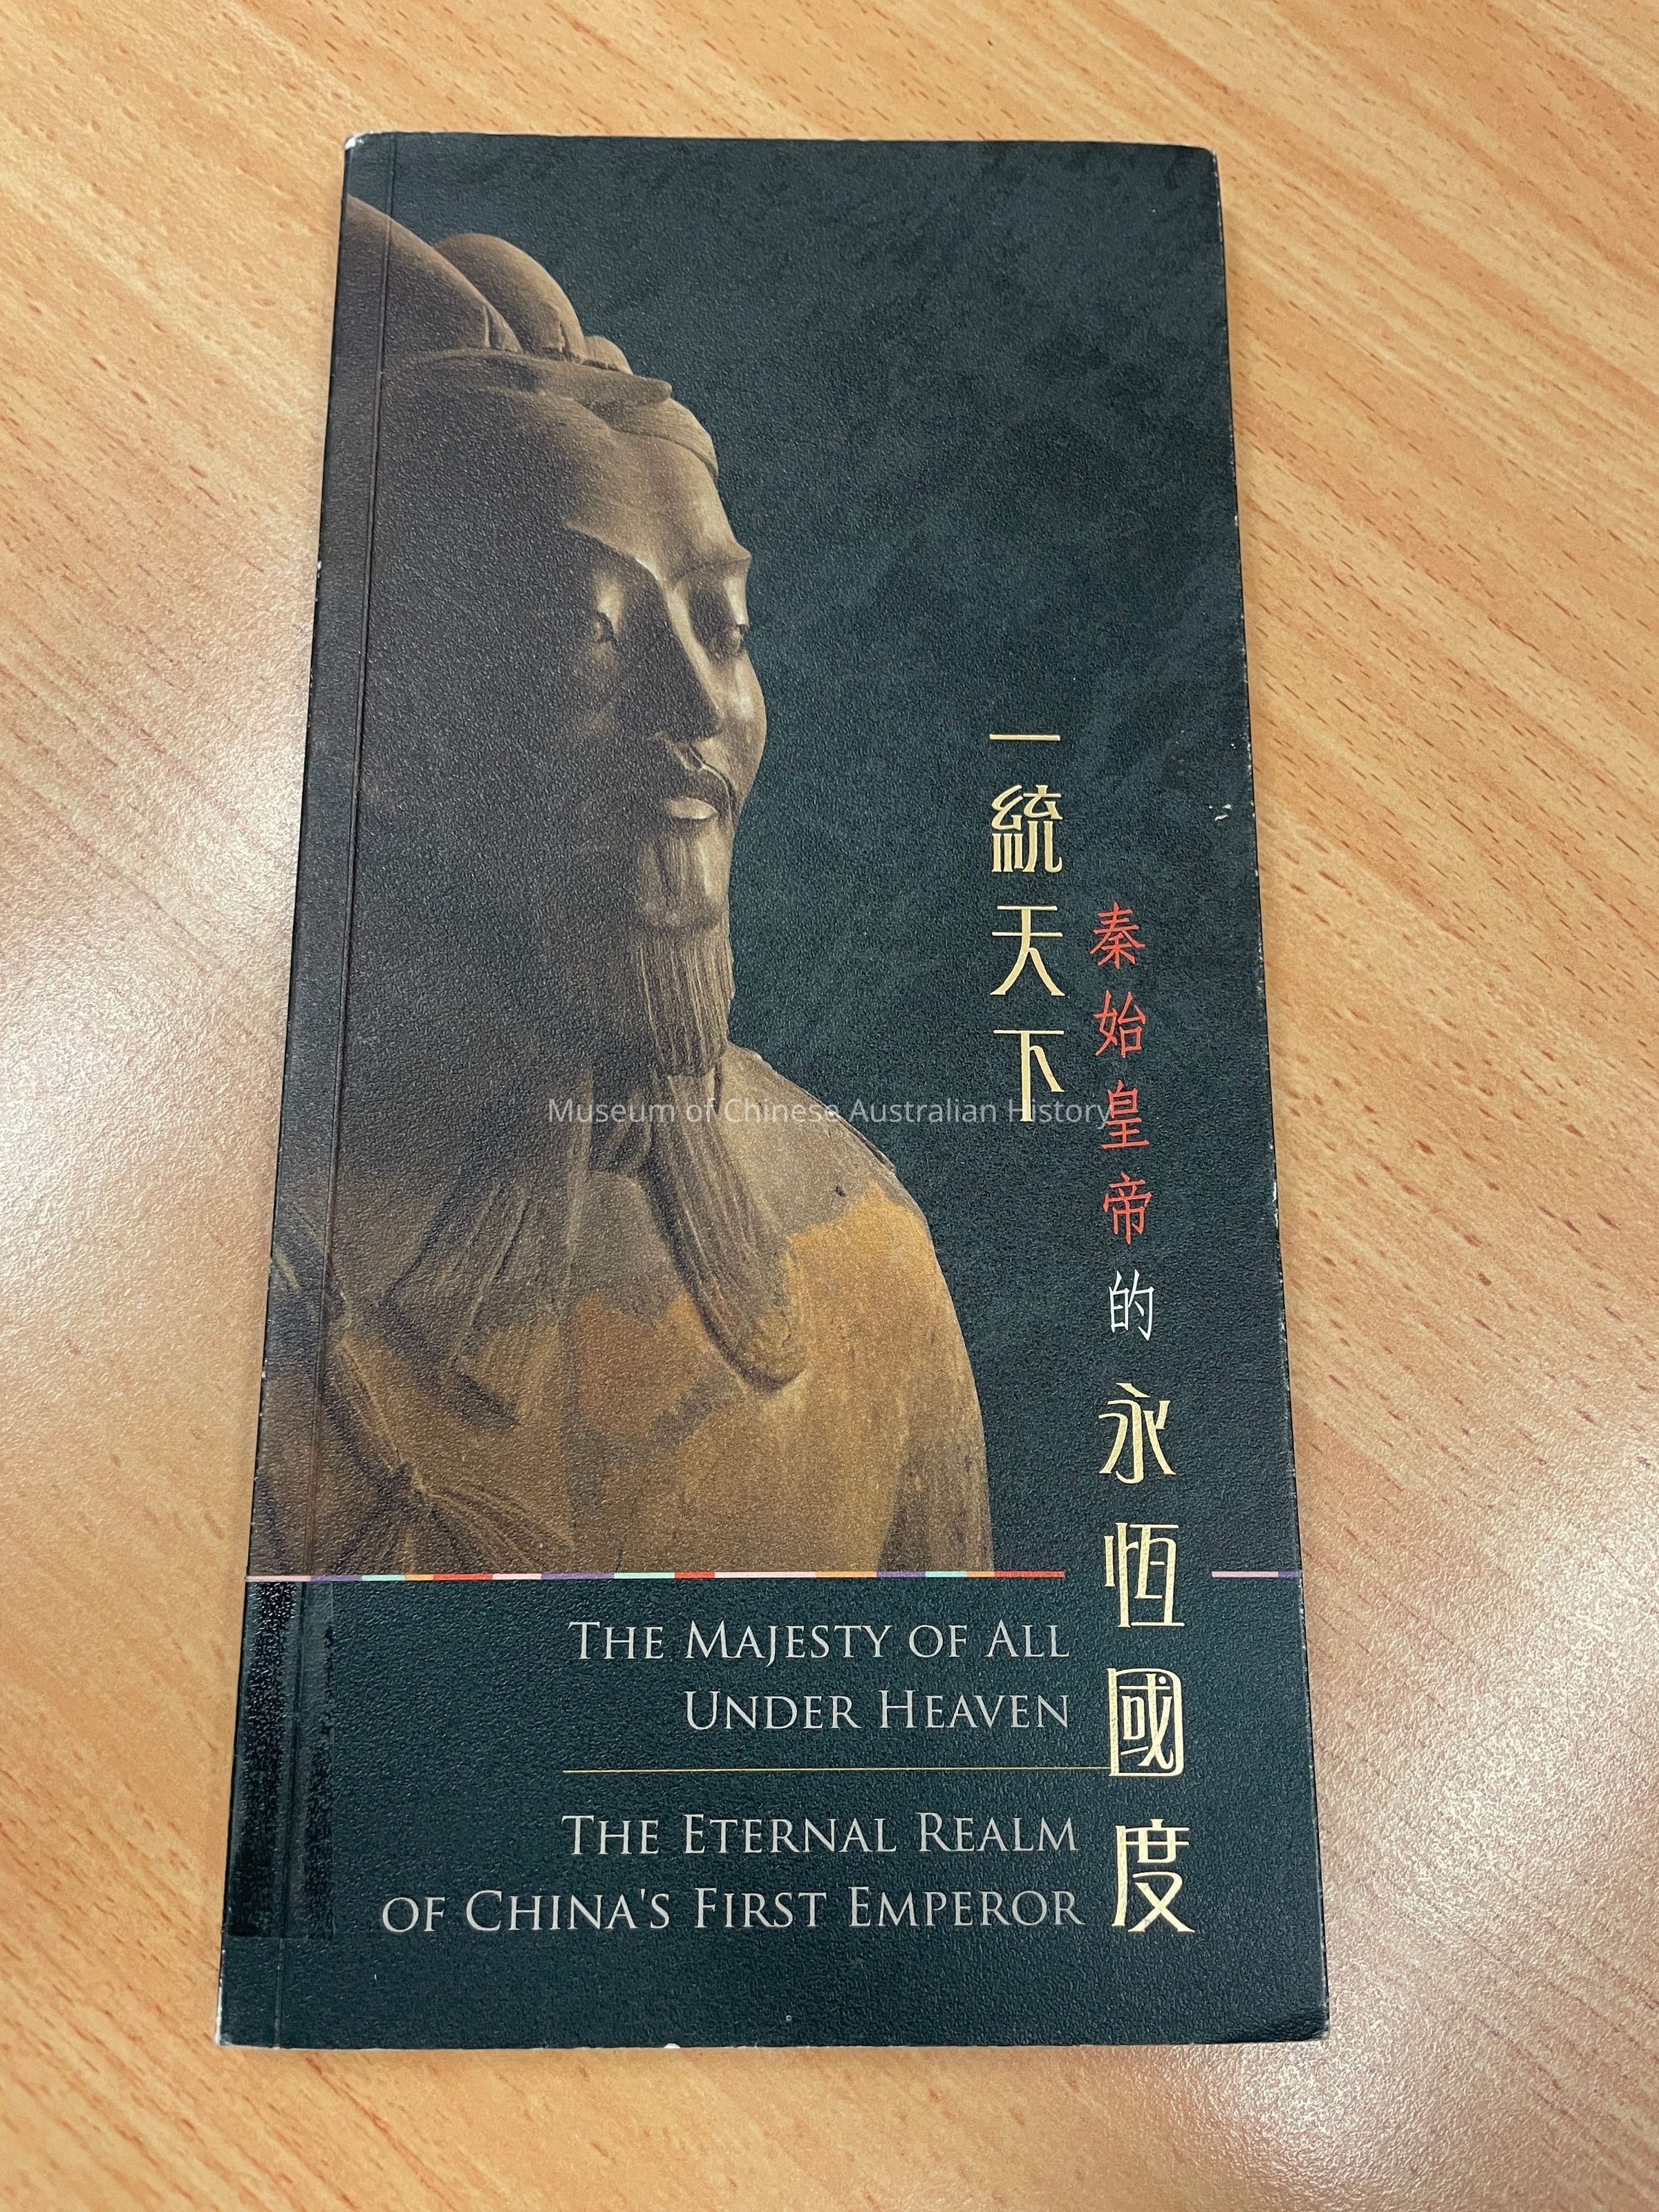 一統天下
秦始皇帝的永恆國度
Museum of Chinese Australian History
THE MAJESTY OF ALL
UNDER HEAVEN
THE ETERNAL REALM
OF CHINA'S FIRST EMPEROR